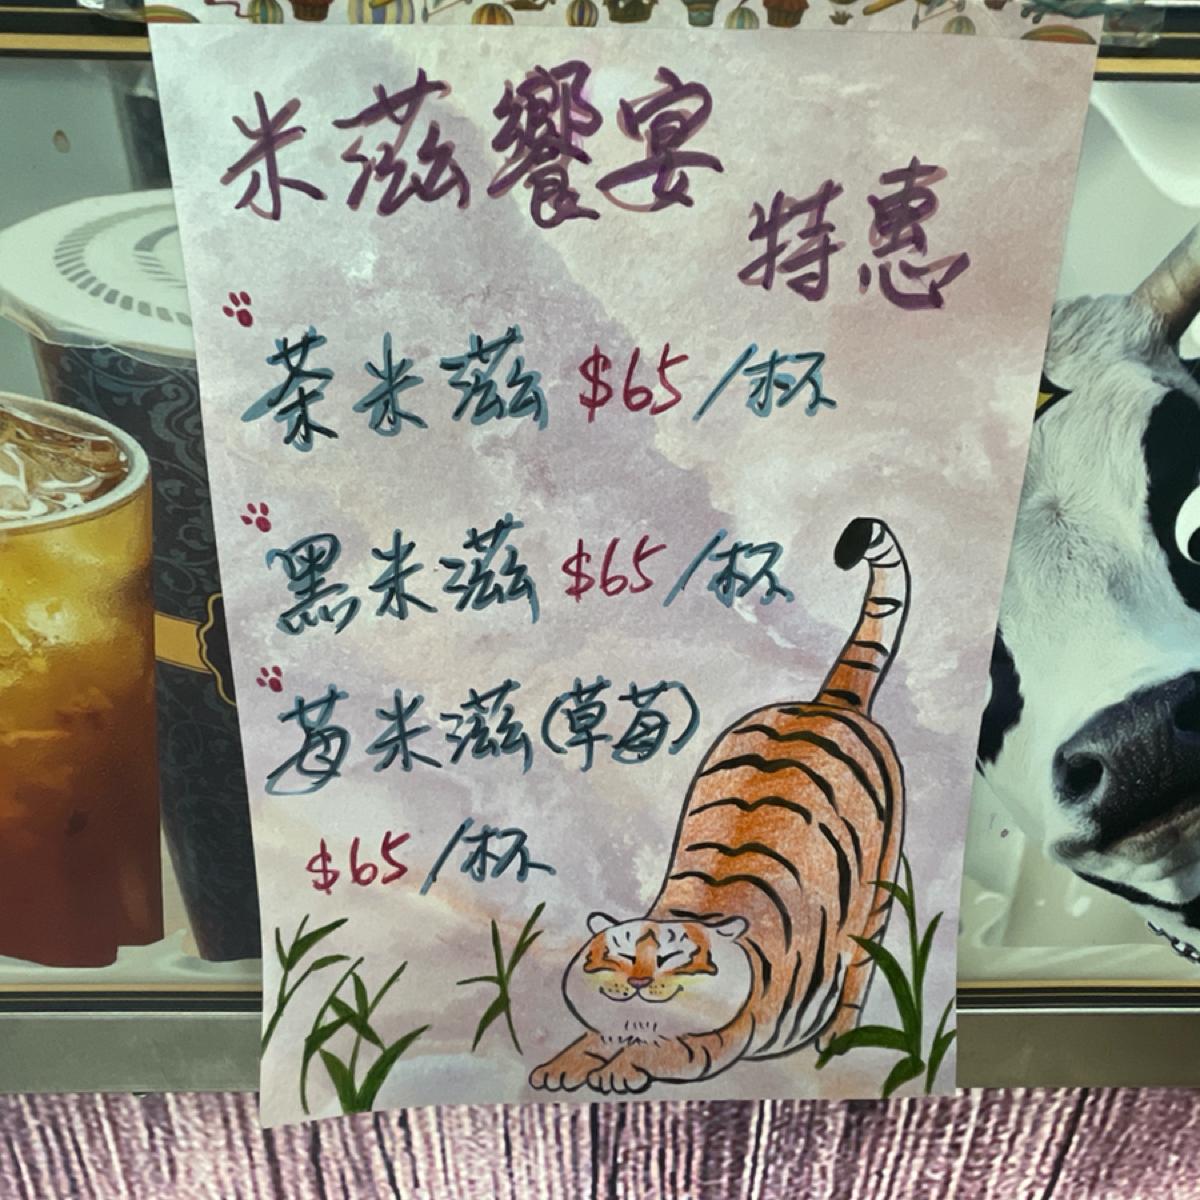 米滋饗宴
特惠
茶米滋 $65/杯
黑米滋 $65/杯
莓米滋(草莓)
$65/杯